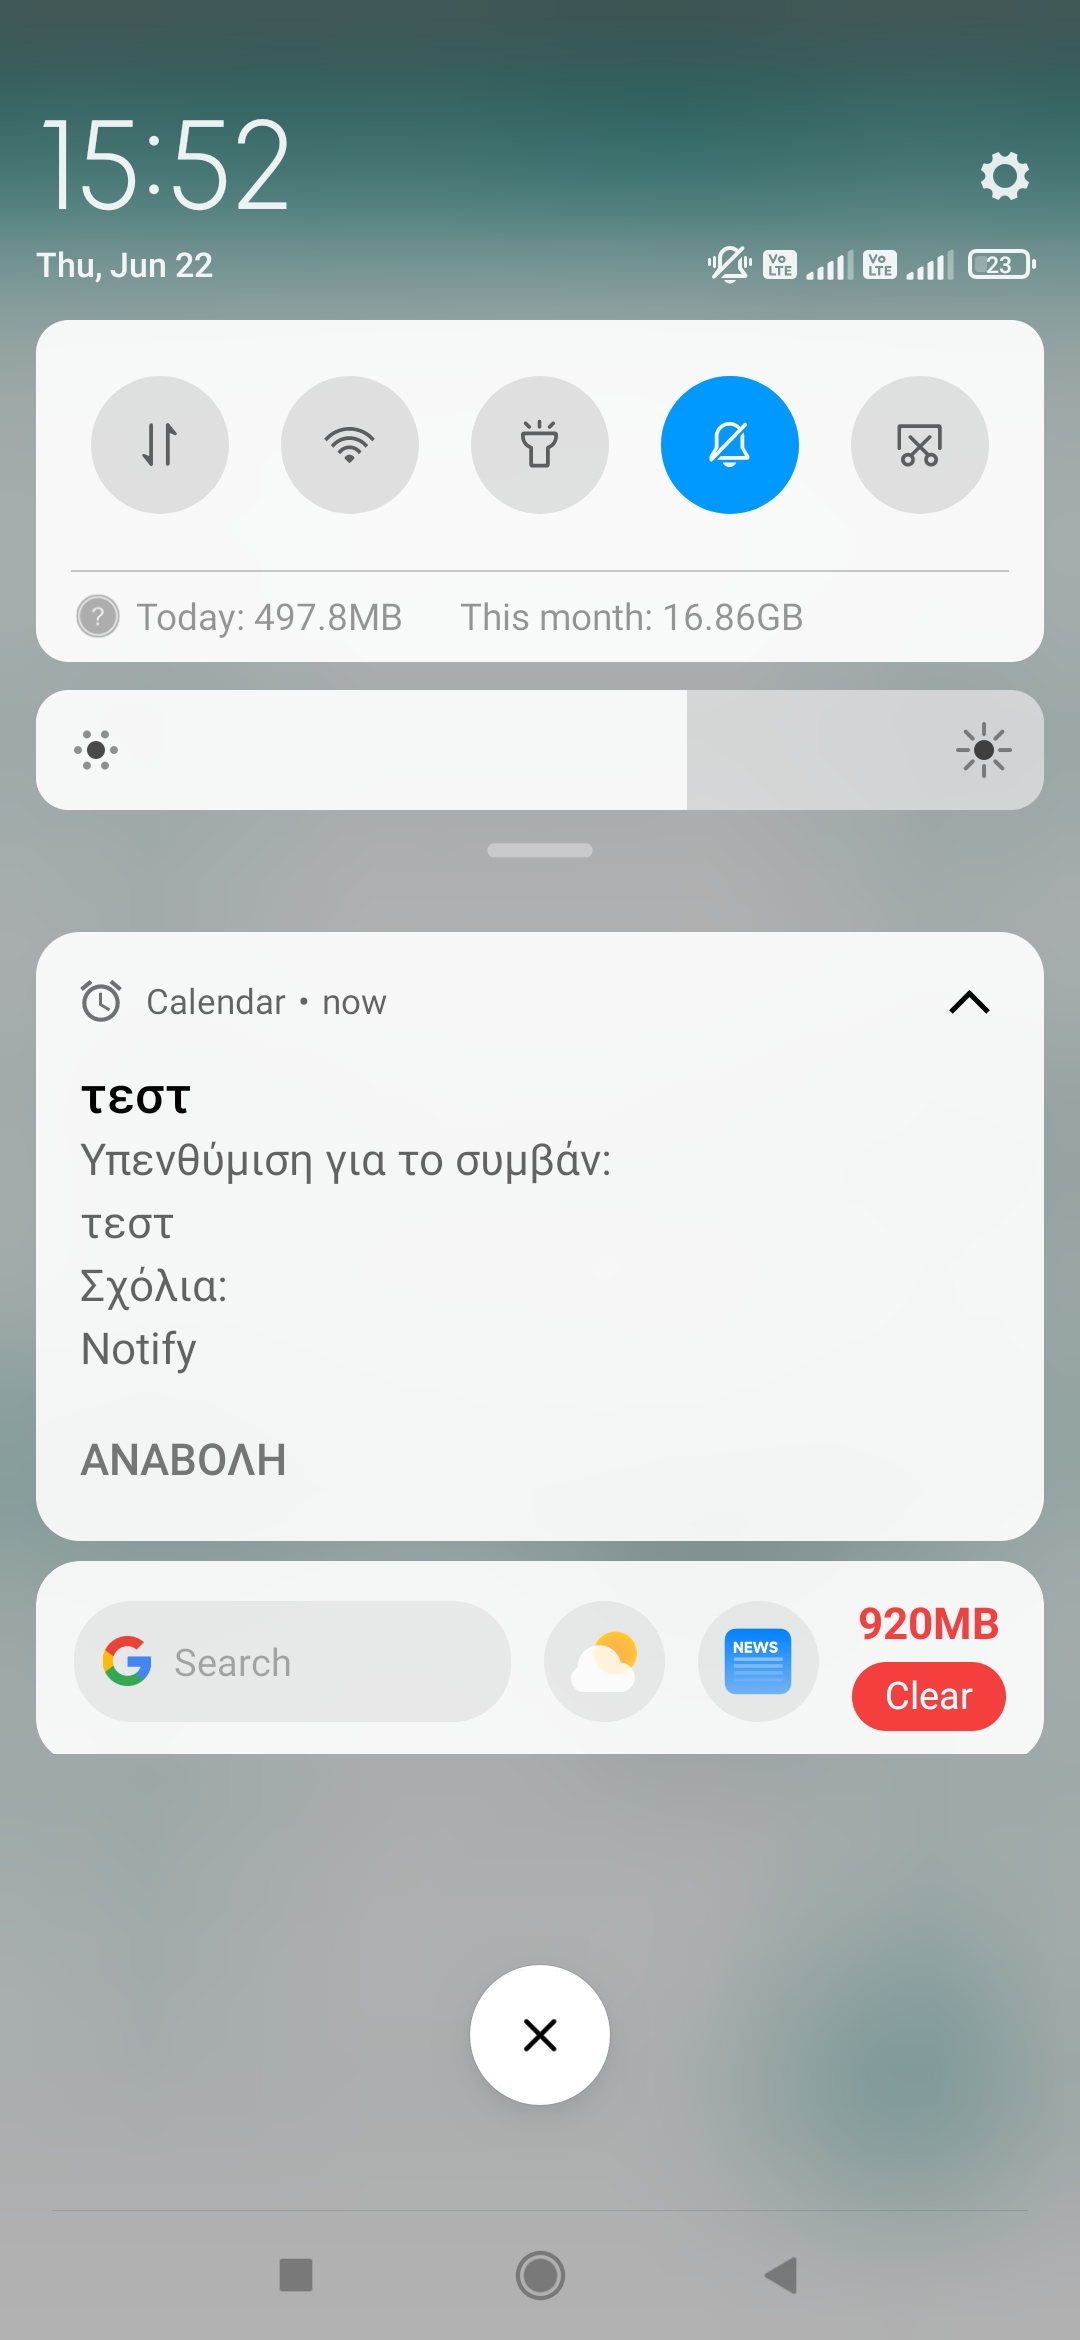 15:52
Thu, Jun 22
Vo LTE Vo LTE 23
? Today: 497.8MB This month: 16.86GB
Calendar • now
τεστ
Υπενθύμιση για το συμβάν:
τεστ
Σχόλια:
Notify
ΑΝΑΒΟΛΗ
G Search NEWS 920MB
Clear